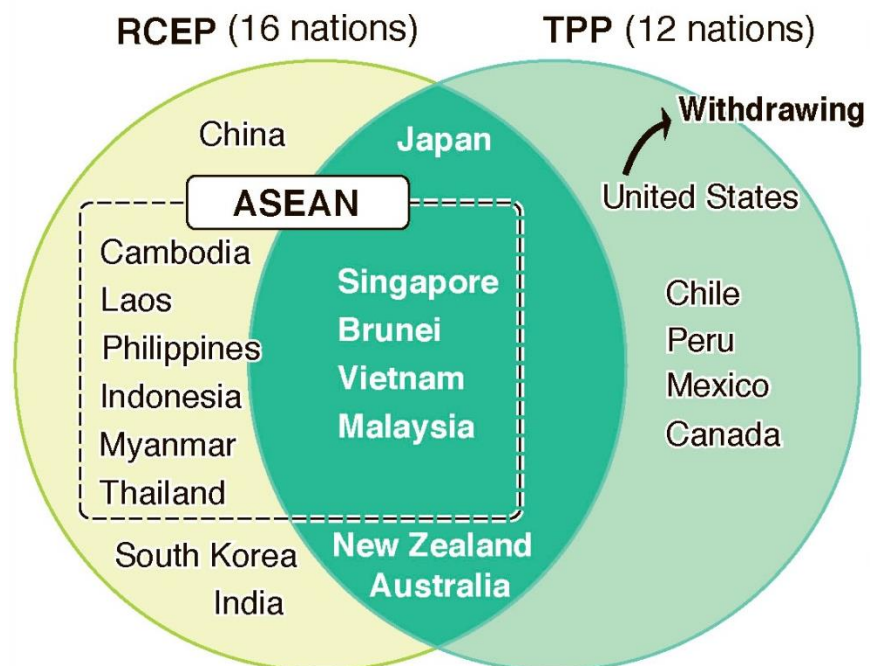 RCEP (16 nations)
TPP (12 nations)
Withdrawing
China
Japan
United States
ASEAN
Cambodia
Laos
Philippines
Indonesia
Myanmar
Thailand
Singapore
Brunei
Vietnam
Malaysia
Chile
Peru
Mexico
Canada
South Korea
India
New Zealand
Australia